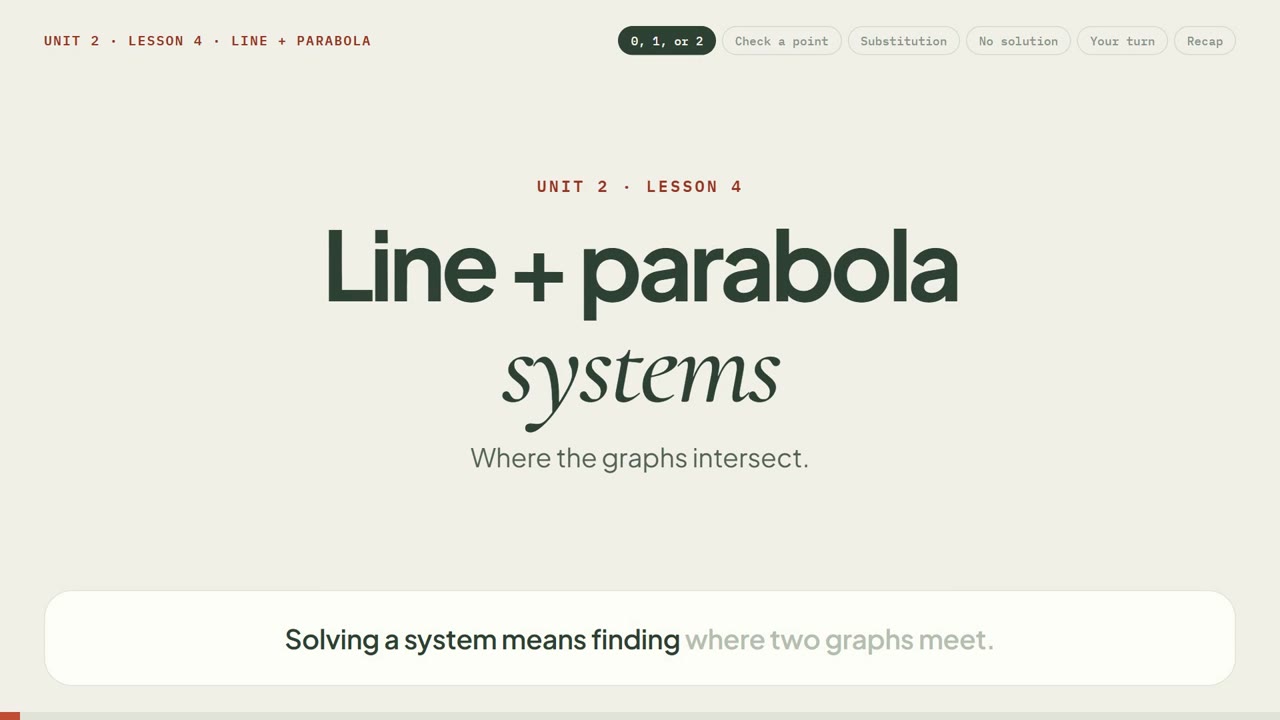 UNIT 2 · LESSON 4 · LINE + PARABOLA
0, 1, or 2
Check a point
Substitution
No solution
Your turn
Recap
UNIT 2 · LESSON 4
Line + parabola
systems
Where the graphs intersect.
Solving a system means finding where two graphs meet.